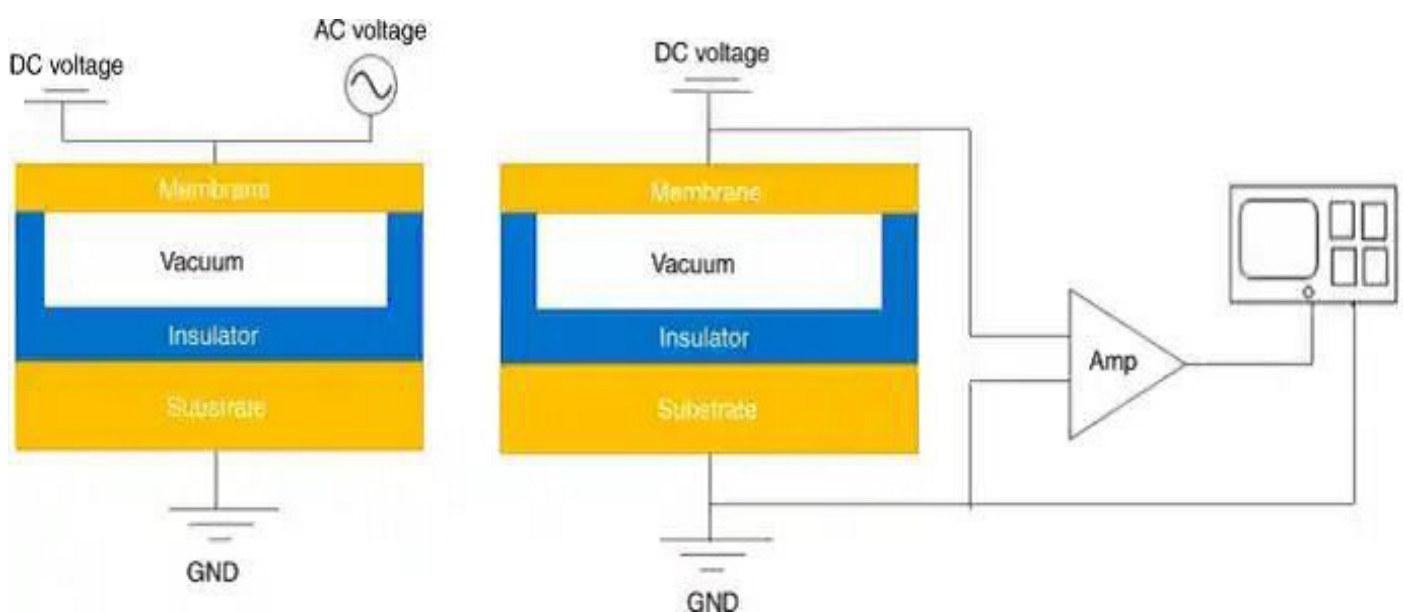 DC voltage
AC voltage
Membrane
Vacuum
Insulator
Substrate
GND
DC voltage
Membrane
Vacuum
Insulator
Substrate
GND
Amp